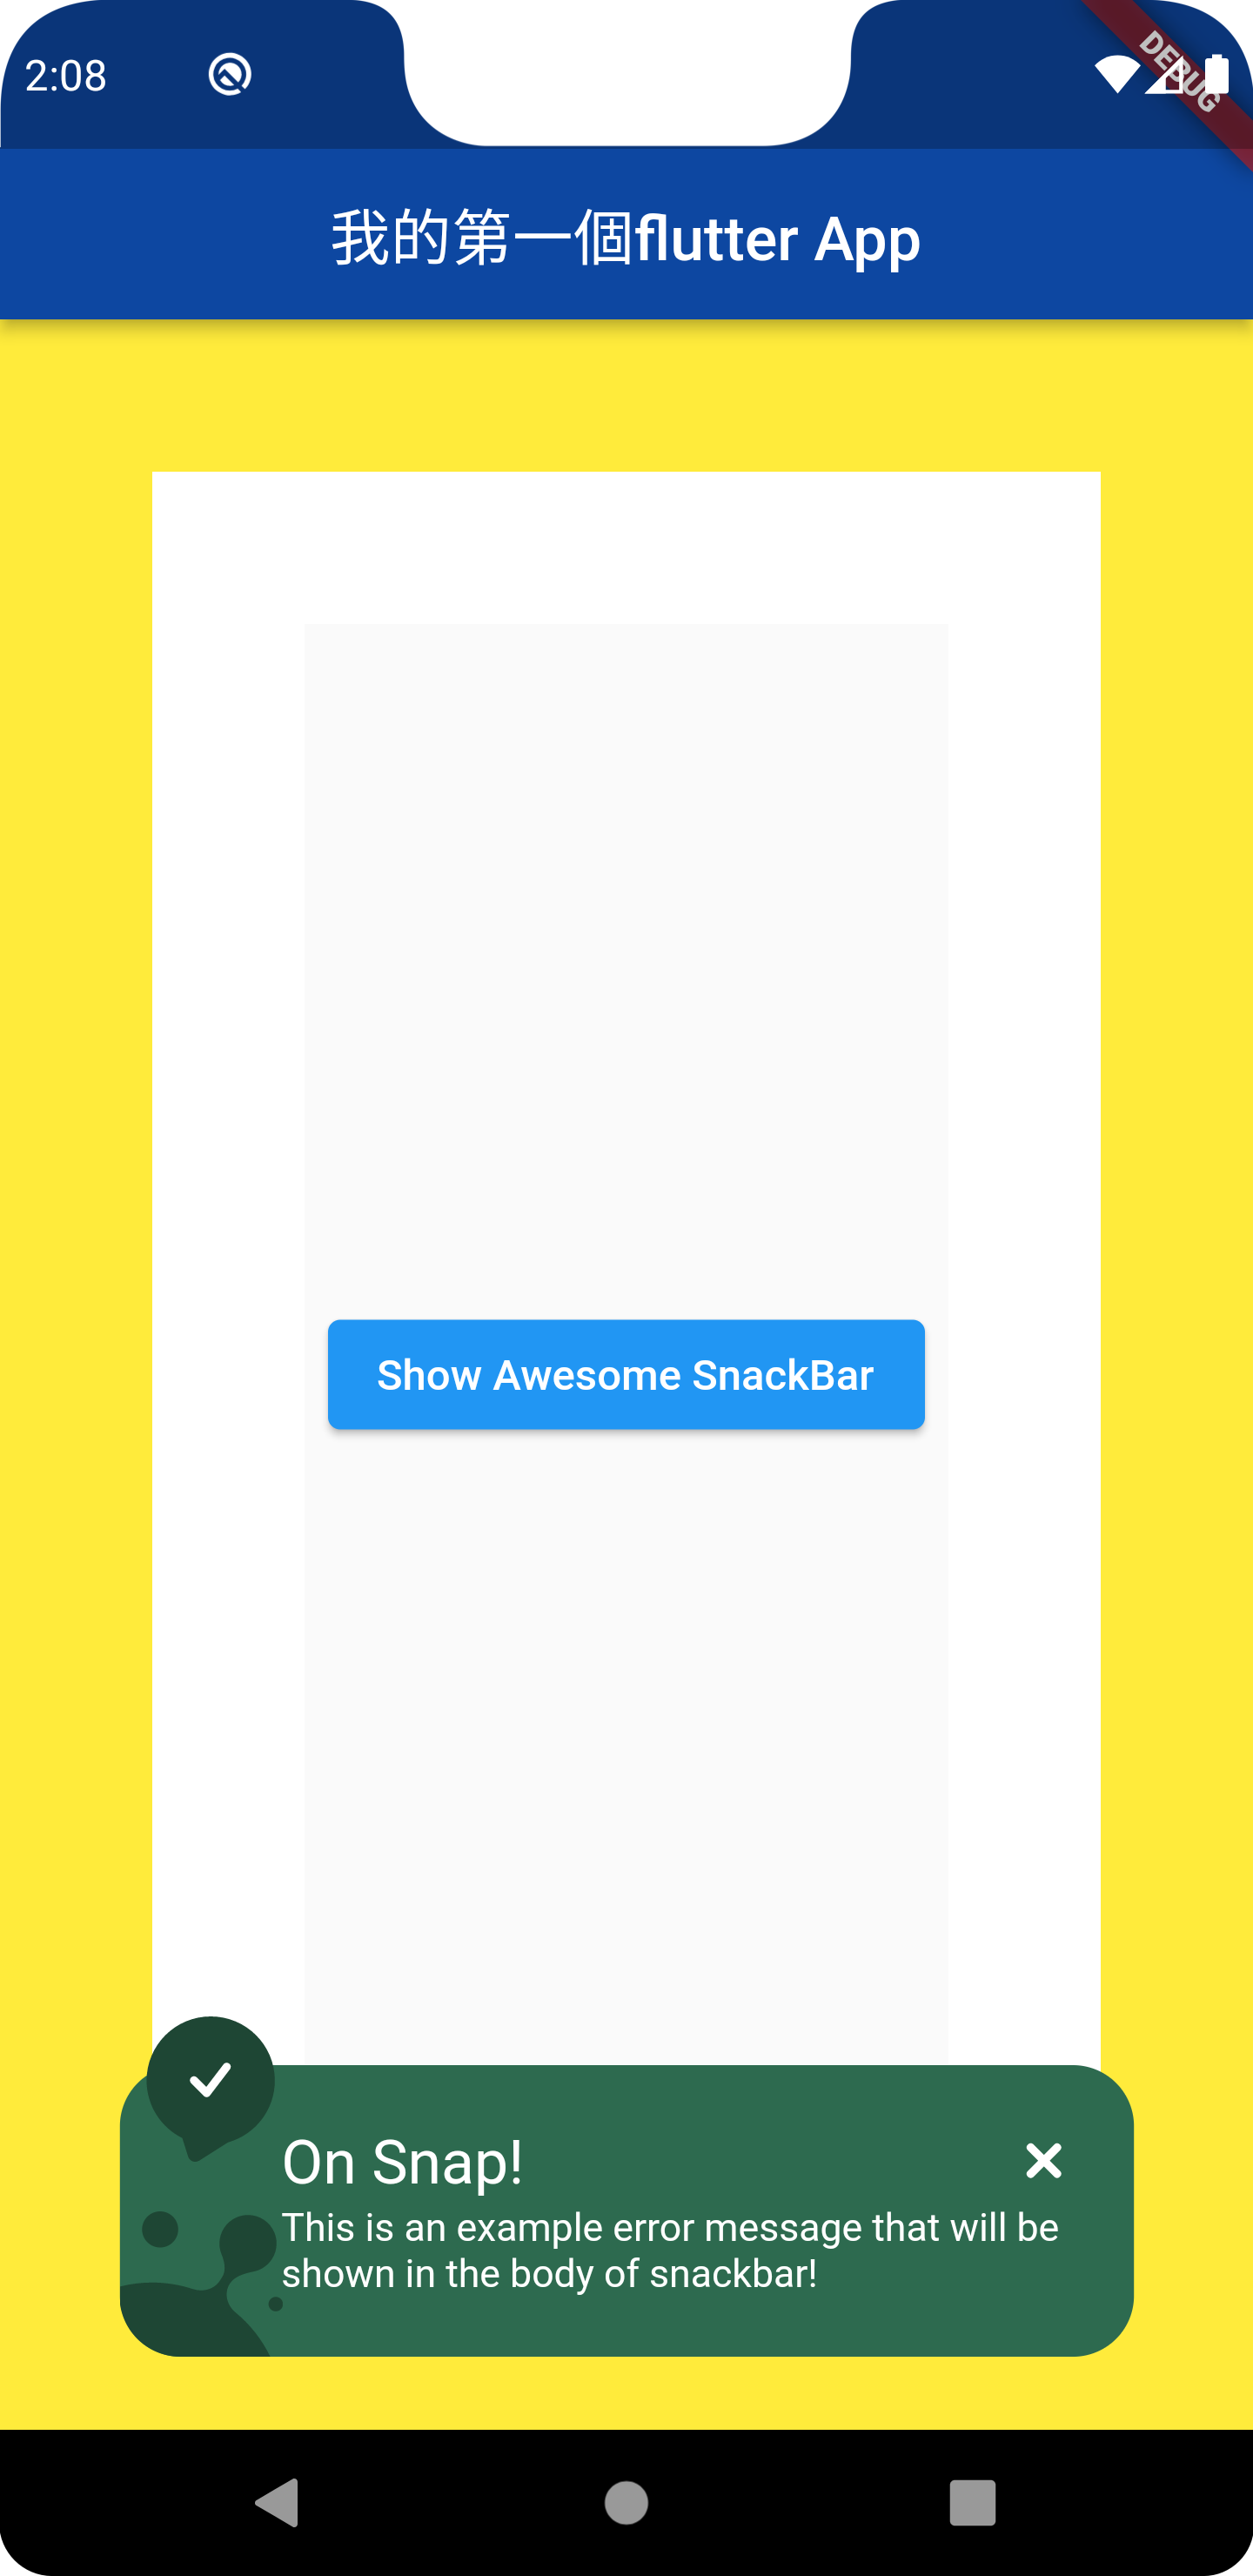 2:08
DEBUG
我的第一個flutter App
Show Awesome SnackBar
On Snap!
This is an example error message that will be
shown in the body of snackbar!